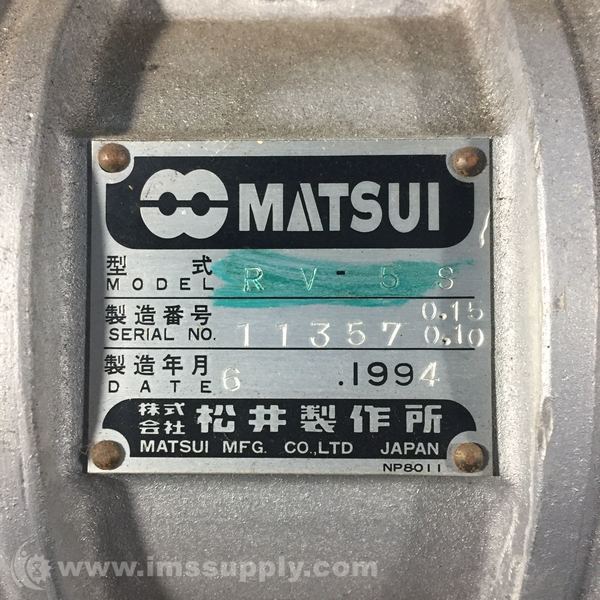 MATSUI
型式 RV-5S
MODEL
製造番号 11357 0.15
SERIAL NO. 0.10
製造年月 6 .1994
DATE
株式会社 松井製作所
MATSUI MFG. CO.,LTD JAPAN
NP8011
www.imssupply.com